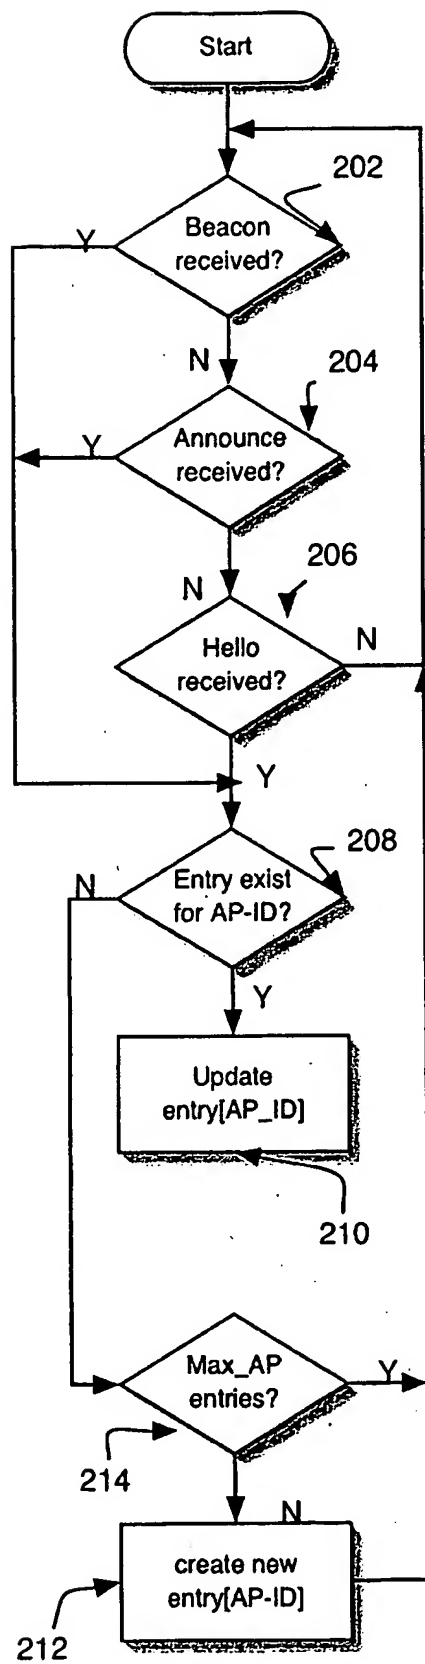 Start
202
Beacon
received?
Y
N
204
Announce
received?
Y
N
206
Hello
received?
N
Y
208
Entry exist
for AP-ID?
N
Y
Update
entry[AP_ID]
210
Max_AP
entries?
Y
214
N
create new
entry[AP-ID]
212